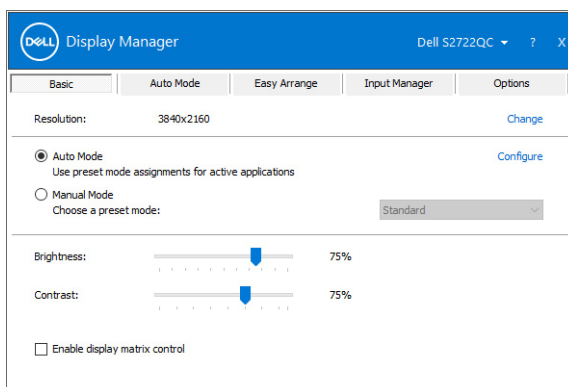 DELL Display Manager Dell S2722QC ? X
Basic Auto Mode Easy Arrange Input Manager Options
Resolution: 3840x2160 Change
Auto Mode Configure
Use preset mode assignments for active applications
Manual Mode
Choose a preset mode: Standard
Brightness: 75%
Contrast: 75%
Enable display matrix control